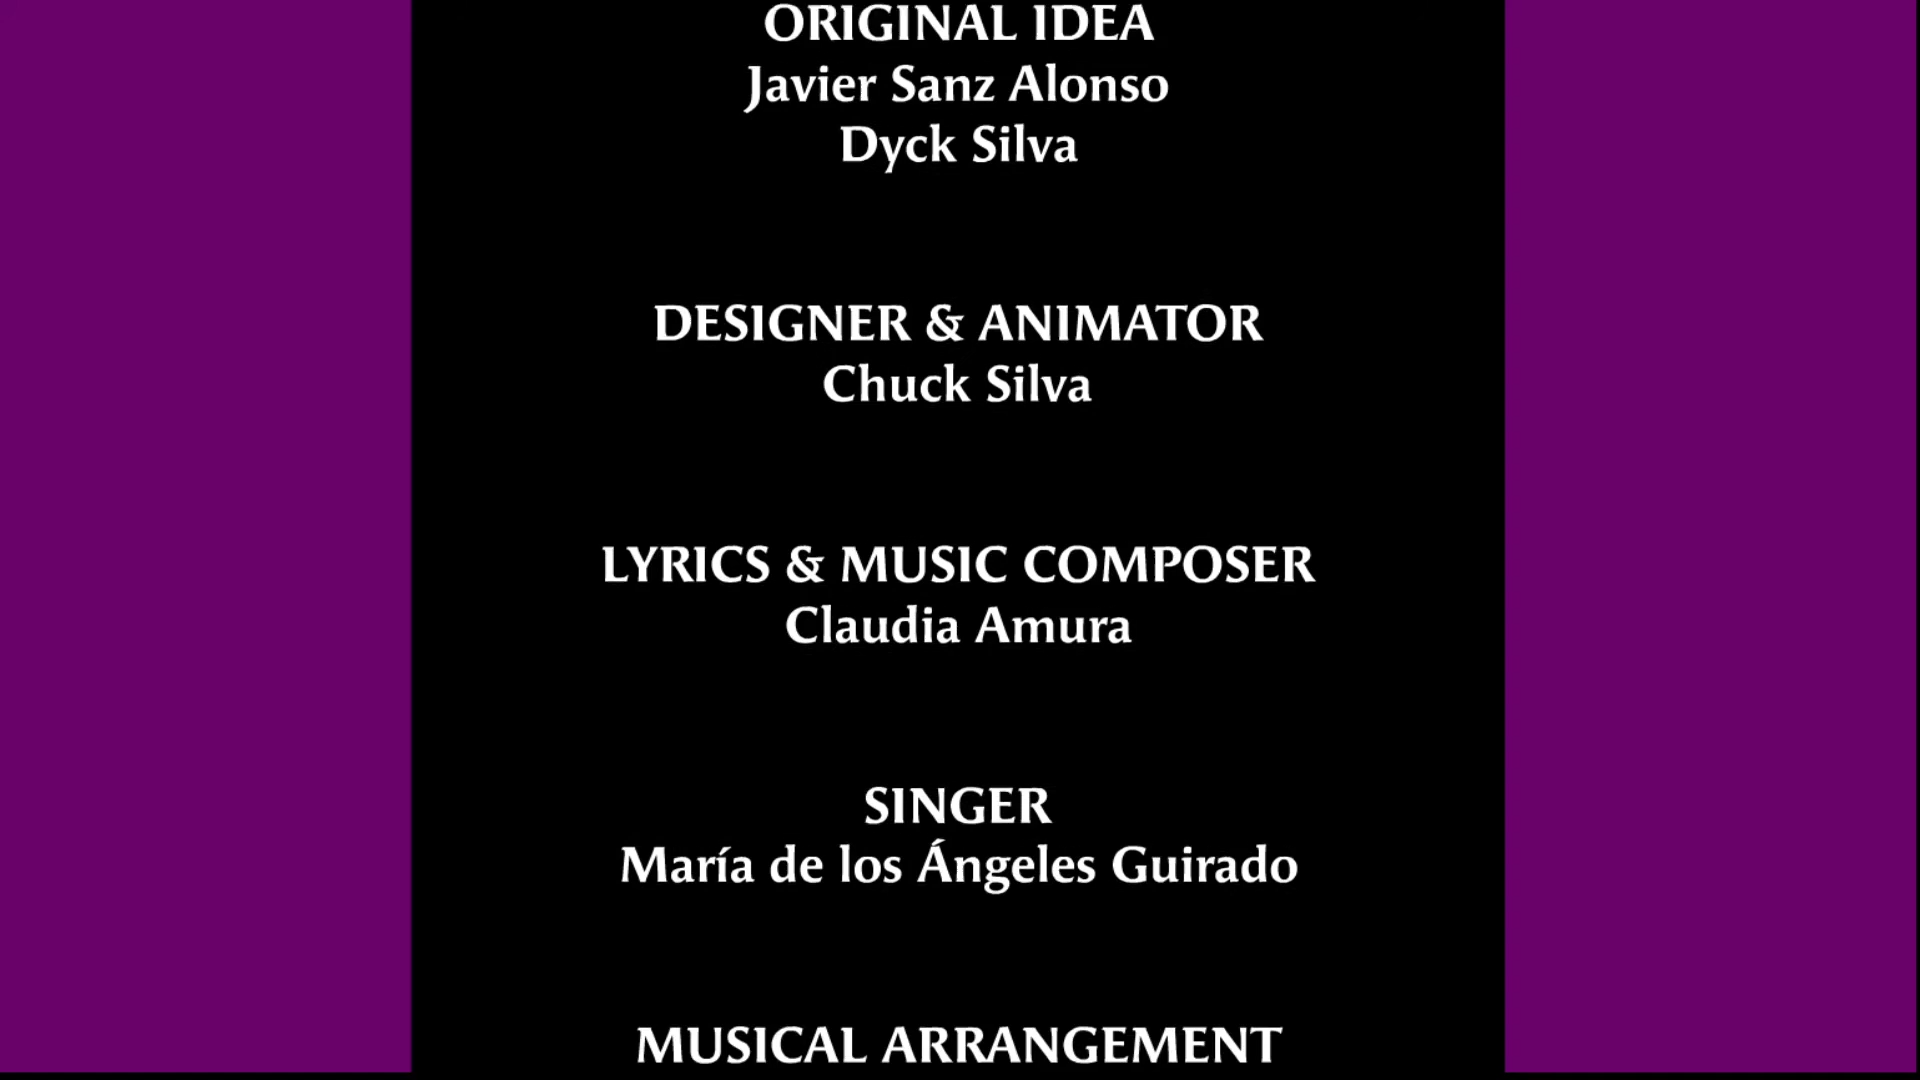 ORIGINAL IDEA
Javier Sanz Alonso
Dyck Silva
DESIGNER & ANIMATOR
Chuck Silva
LYRICS & MUSIC COMPOSER
Claudia Amura
SINGER
María de los Ángeles Guirado
MUSICAL ARRANGEMENT